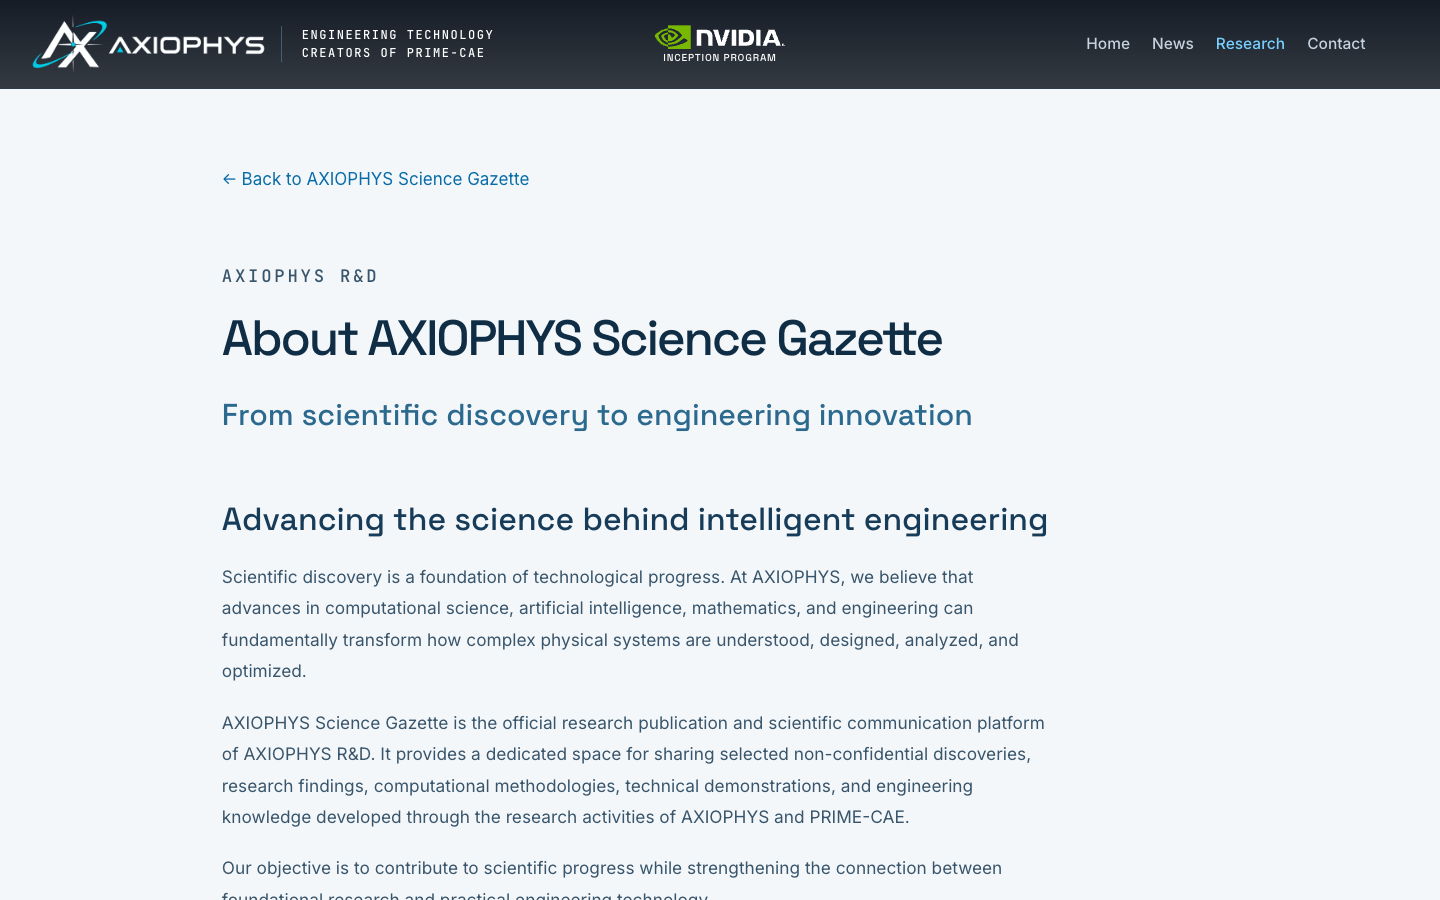 AXIOPHYS
ENGINEERING TECHNOLOGY
CREATORS OF PRIME-CAE
NVIDIA.
INCEPTION PROGRAM
Home News Research Contact
← Back to AXIOPHYS Science Gazette
AXIOPHYS R&D
About AXIOPHYS Science Gazette
From scientific discovery to engineering innovation
Advancing the science behind intelligent engineering
Scientific discovery is a foundation of technological progress. At AXIOPHYS, we believe that
advances in computational science, artificial intelligence, mathematics, and engineering can
fundamentally transform how complex physical systems are understood, designed, analyzed, and
optimized.
AXIOPHYS Science Gazette is the official research publication and scientific communication platform
of AXIOPHYS R&D. It provides a dedicated space for sharing selected non-confidential discoveries,
research findings, computational methodologies, technical demonstrations, and engineering
knowledge developed through the research activities of AXIOPHYS and PRIME-CAE.
Our objective is to contribute to scientific progress while strengthening the connection between
foundational research and practical engineering technology.